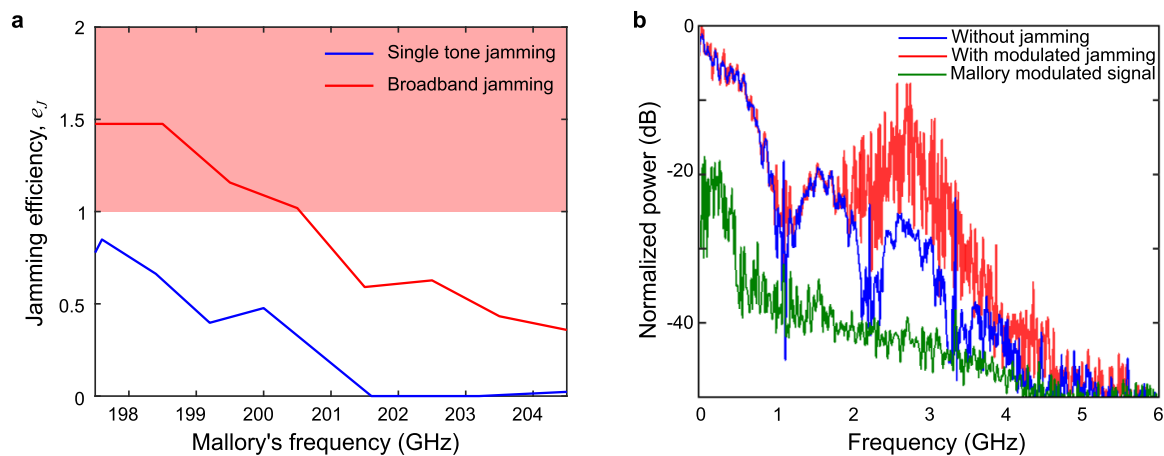 a
2
1.5
1
0.5
0
Jamming efficiency, e_J
Single tone jamming
Broadband jamming
198 199 200 201 202 203 204
Mallory's frequency (GHz)
b
0
-20
-40
Normalized power (dB)
Without jamming
With modulated jamming
Mallory modulated signal
0 1 2 3 4 5 6
Frequency (GHz)